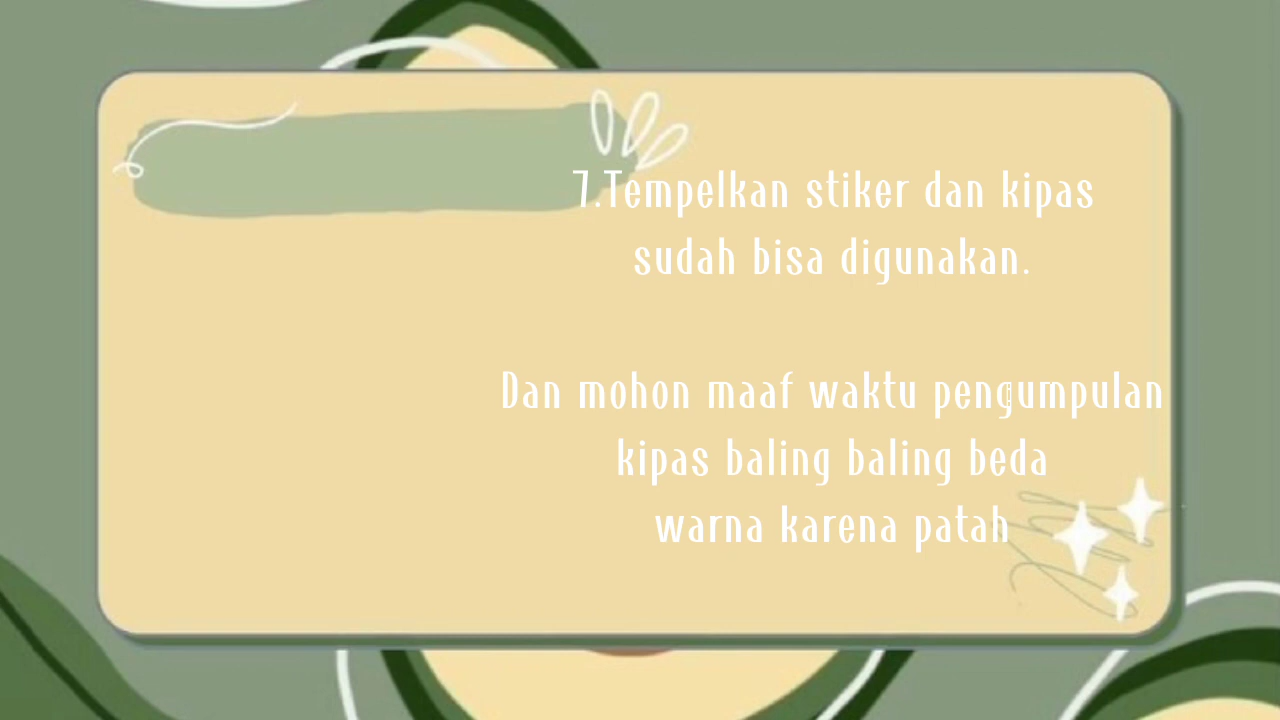 7.Tempelkan stiker dan kipas
sudah bisa digunakan.
Dan mohon maaf waktu pengumpulan
kipas baling baling beda
warna karena patah